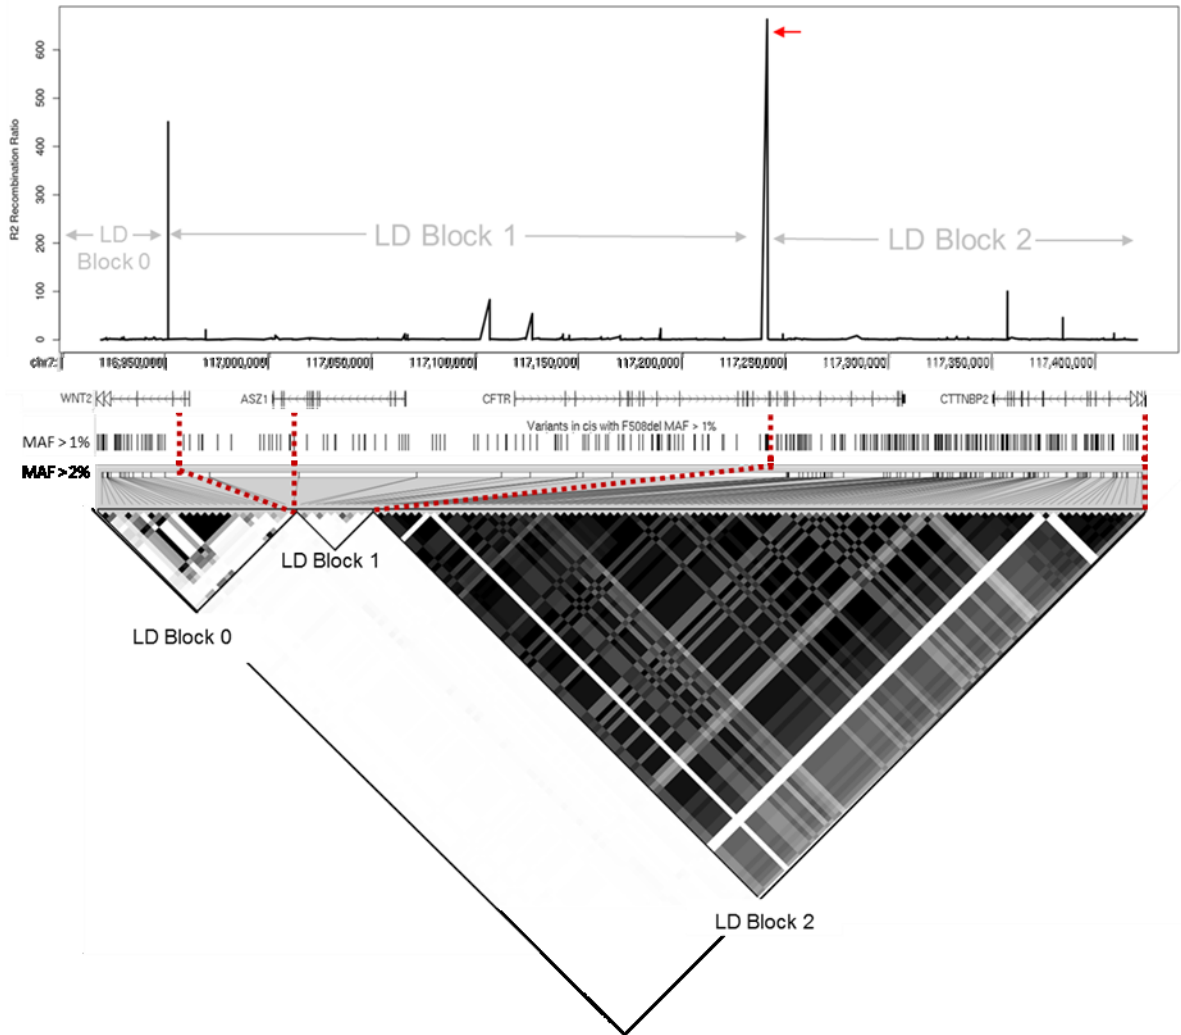 600
500
400
300
200
100
0
R2 Recombination Ratio
LD
Block 0
LD Block 1
LD Block 2
chr7: 116,950,000 117,000,000 117,050,000 117,100,000 117,150,000 117,200,000 117,250,000 117,300,000 117,350,000 117,400,000
WNT2 ASZ1 CFTR CTTNBP2
Variants in cis with F508del MAF > 1%
MAF > 1%
MAF > 2%
LD Block 1
LD Block 0
LD Block 2